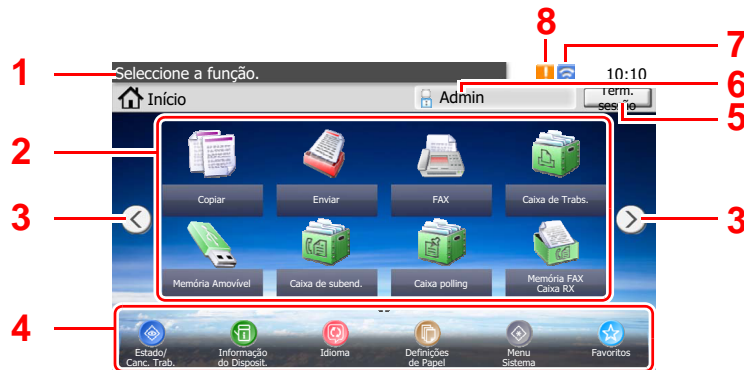 8
7
1
Seleccione a função.
10:10
6
Início
Admin
Term.
sessão
5
2
Copiar
Enviar
FAX
Caixa de Trabs.
3
3
Memória Amovível
Caixa de subend.
Caixa polling
Memória FAX
Caixa RX
4
Estado/
Canc. Trab.
Informação
do Disposit.
Idioma
Definições
de Papel
Menu
Sistema
Favoritos